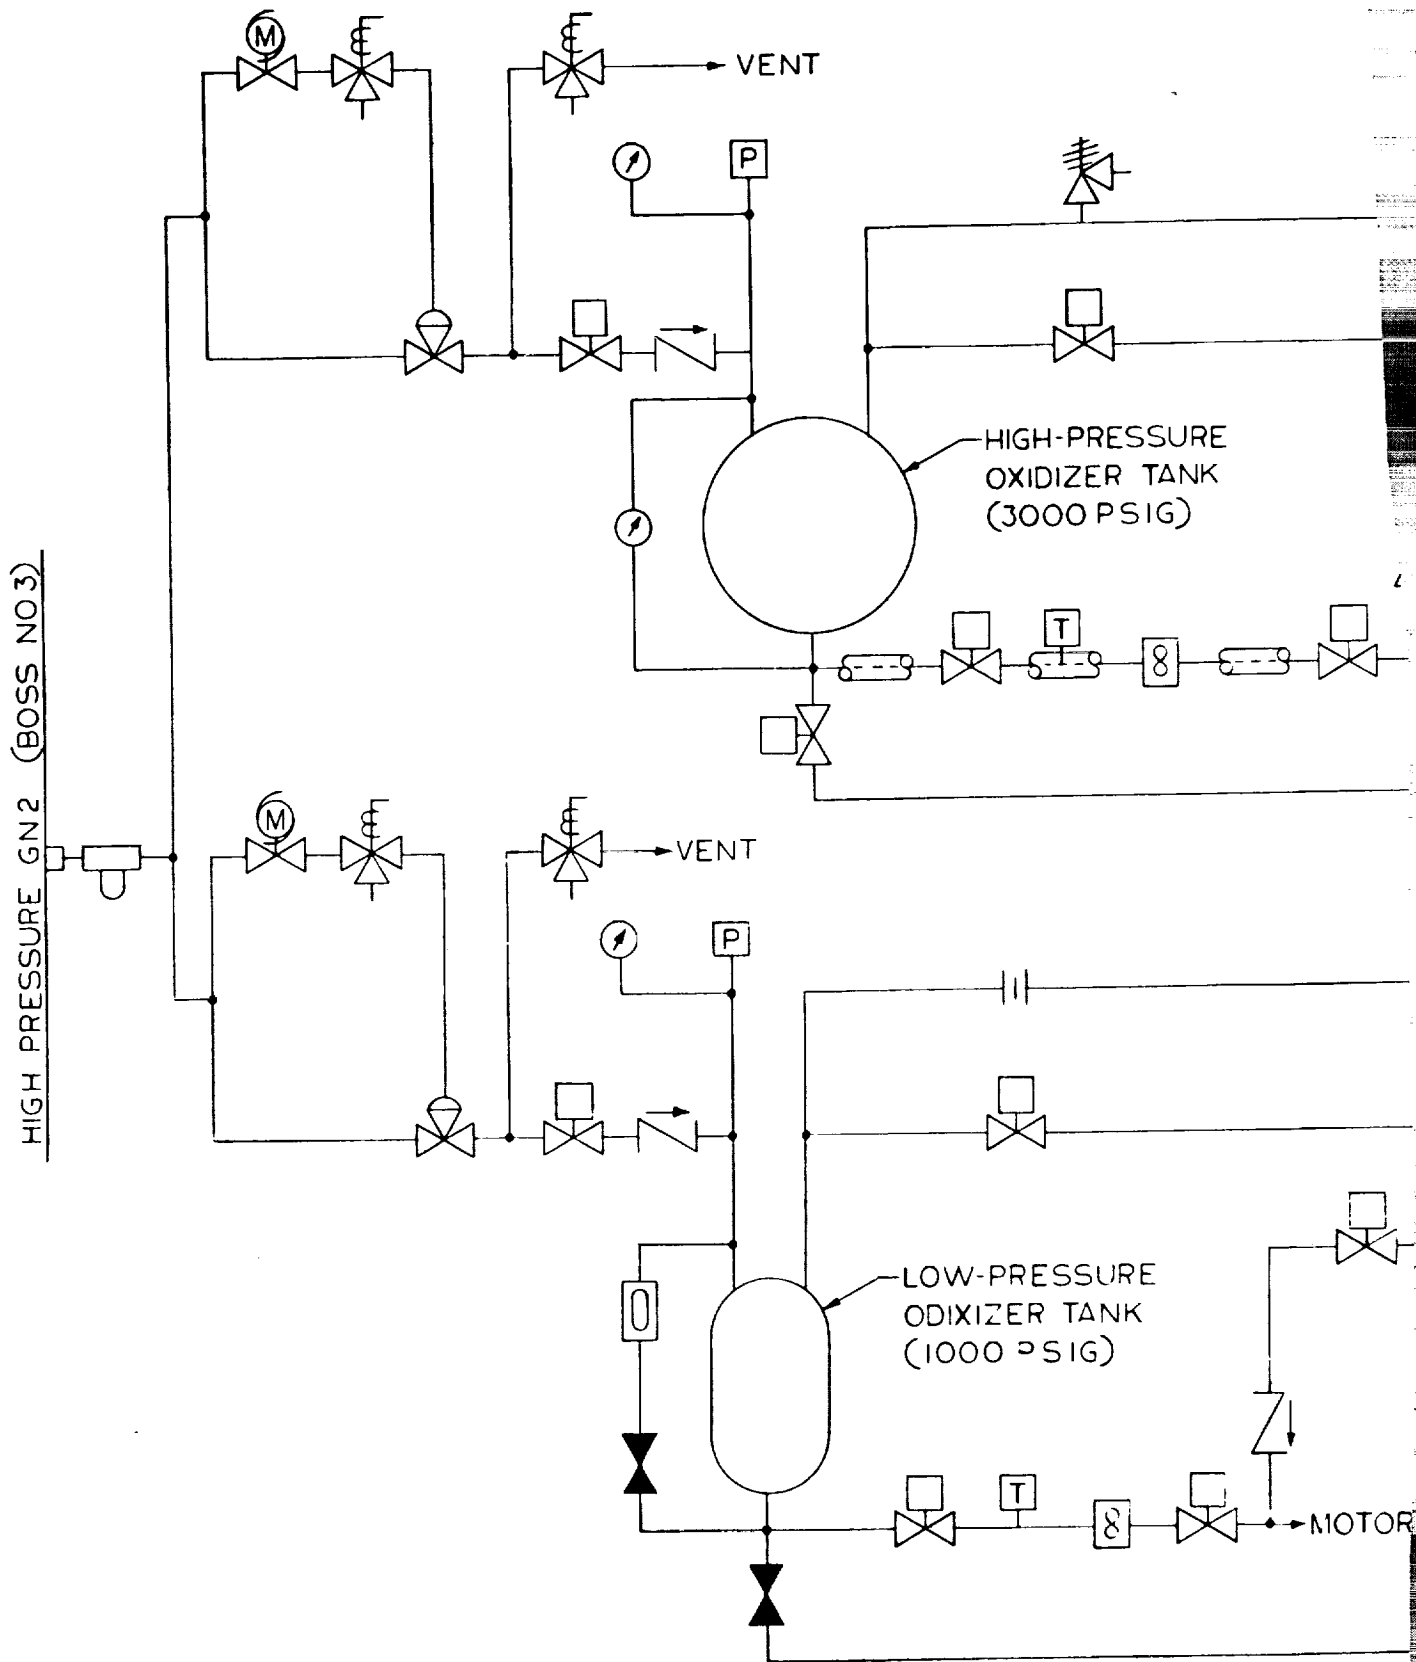 M
VENT
P
HIGH-PRESSURE
OXIDIZER TANK
(3000 PSIG)
T
HIGH PRESSURE GN2 (BOSS NO 3)
M
VENT
P
LOW-PRESSURE
ODIXIZER TANK
(1000 PSIG)
T
MOTOR